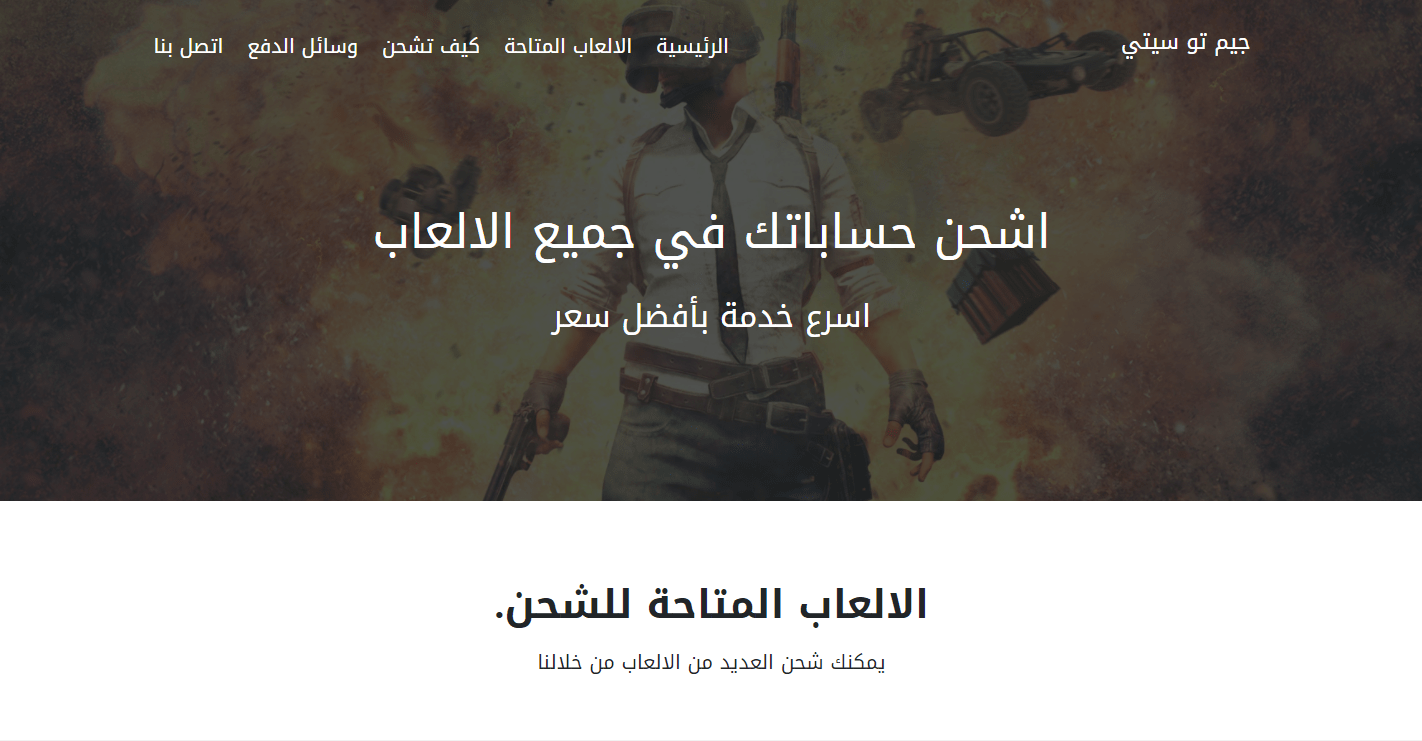 جيم تو سيتي
الرئيسية الالعاب المتاحة كيف تشحن وسائل الدفع اتصل بنا
اشحن حساباتك في جميع الالعاب
اسرع خدمة بأفضل سعر
الالعاب المتاحة للشحن.
يمكنك شحن العديد من الالعاب من خلالنا